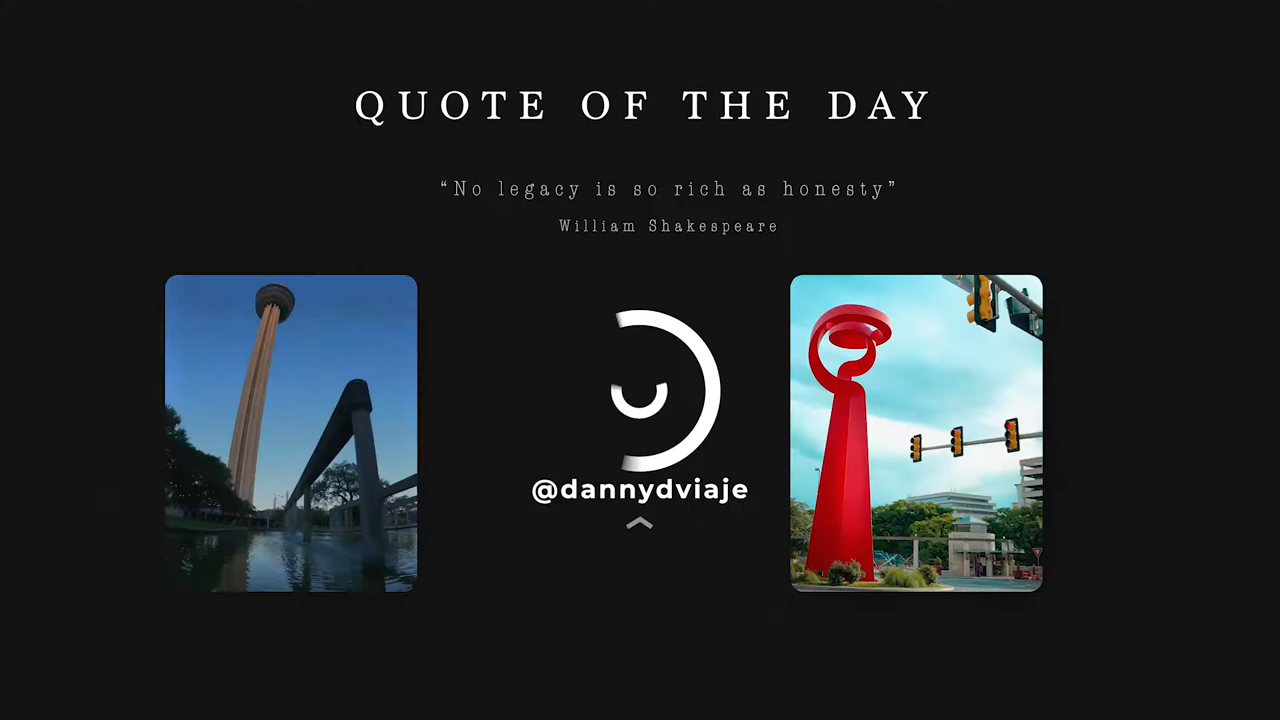 QUOTE OF THE DAY
“No legacy is so rich as honesty”
William Shakespeare
@dannydviaje